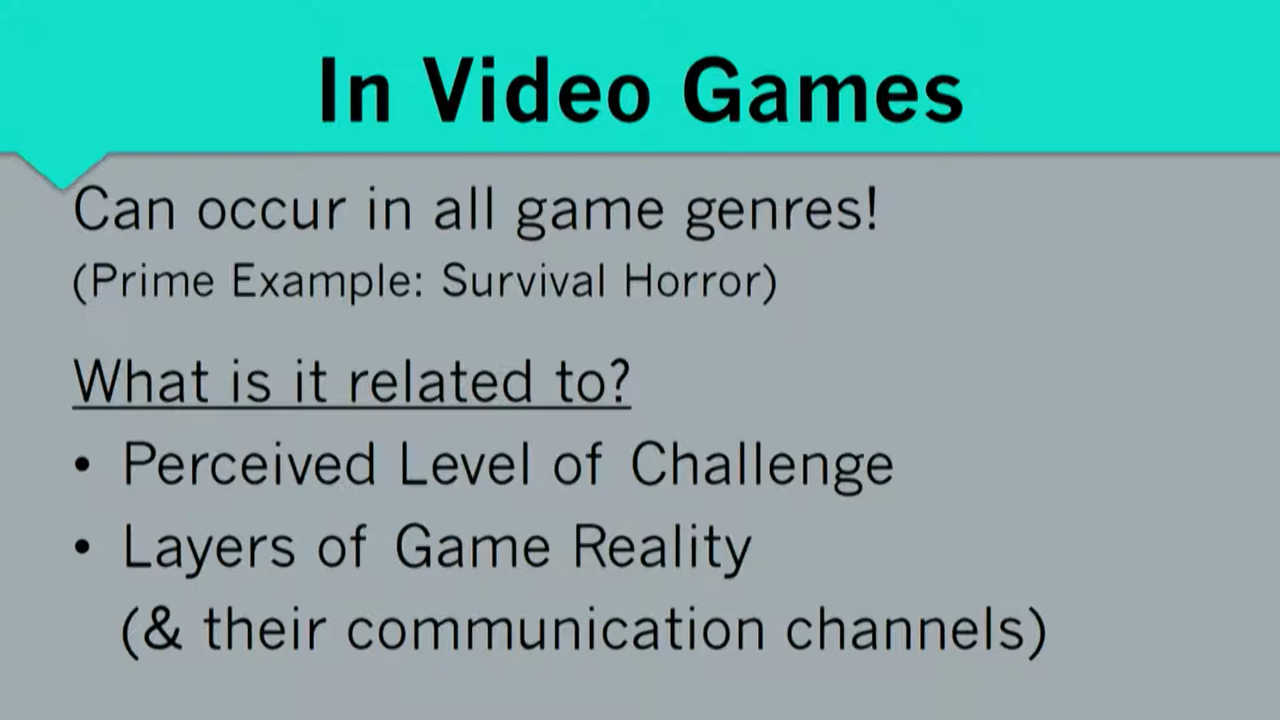 In Video Games
Can occur in all game genres!
(Prime Example: Survival Horror)
What is it related to?
• Perceived Level of Challenge
• Layers of Game Reality
(& their communication channels)